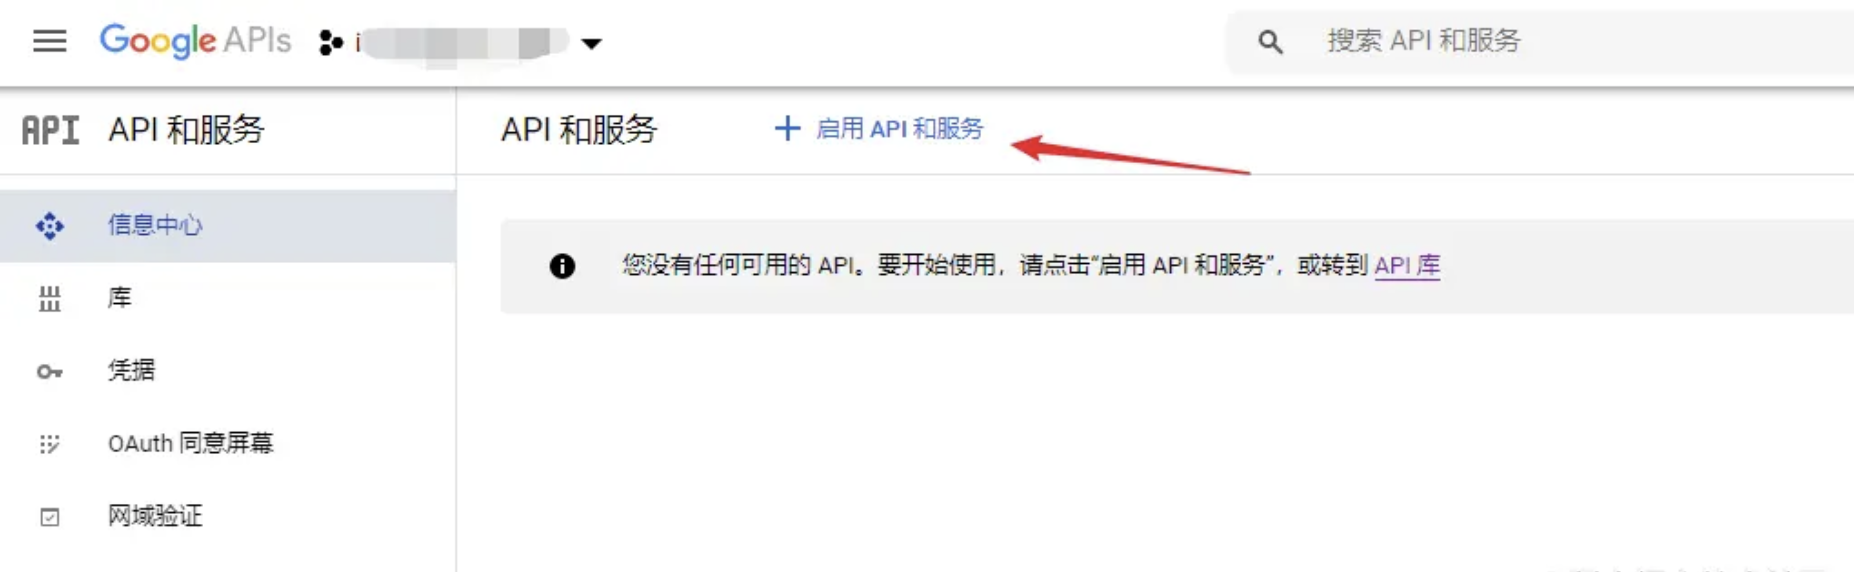 Google APIs
i
搜索 API 和服务
API API 和服务
API 和服务
启用 API 和服务
信息中心
您没有任何可用的 API。要开始使用，请点击“启用 API 和服务”，或转到 API 库
库
凭据
OAuth 同意屏幕
网域验证